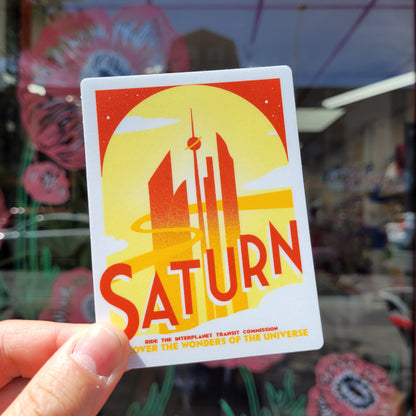 SATURN
RIDE THE INTERPLANET TRANSIT COMMISSION
OVER THE WONDERS OF THE UNIVERSE